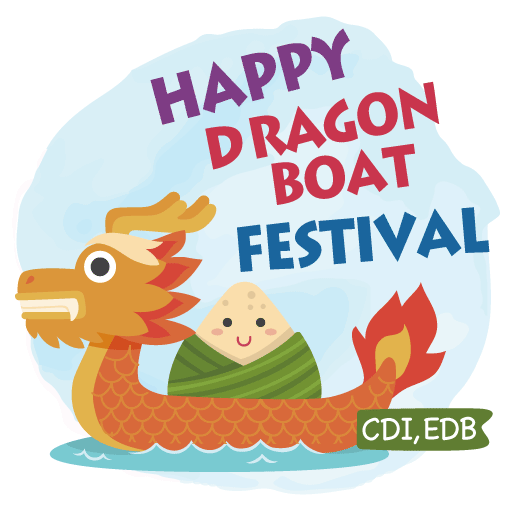 HAPPY
DRAGON
BOAT
FESTIVAL
CDI, EDB